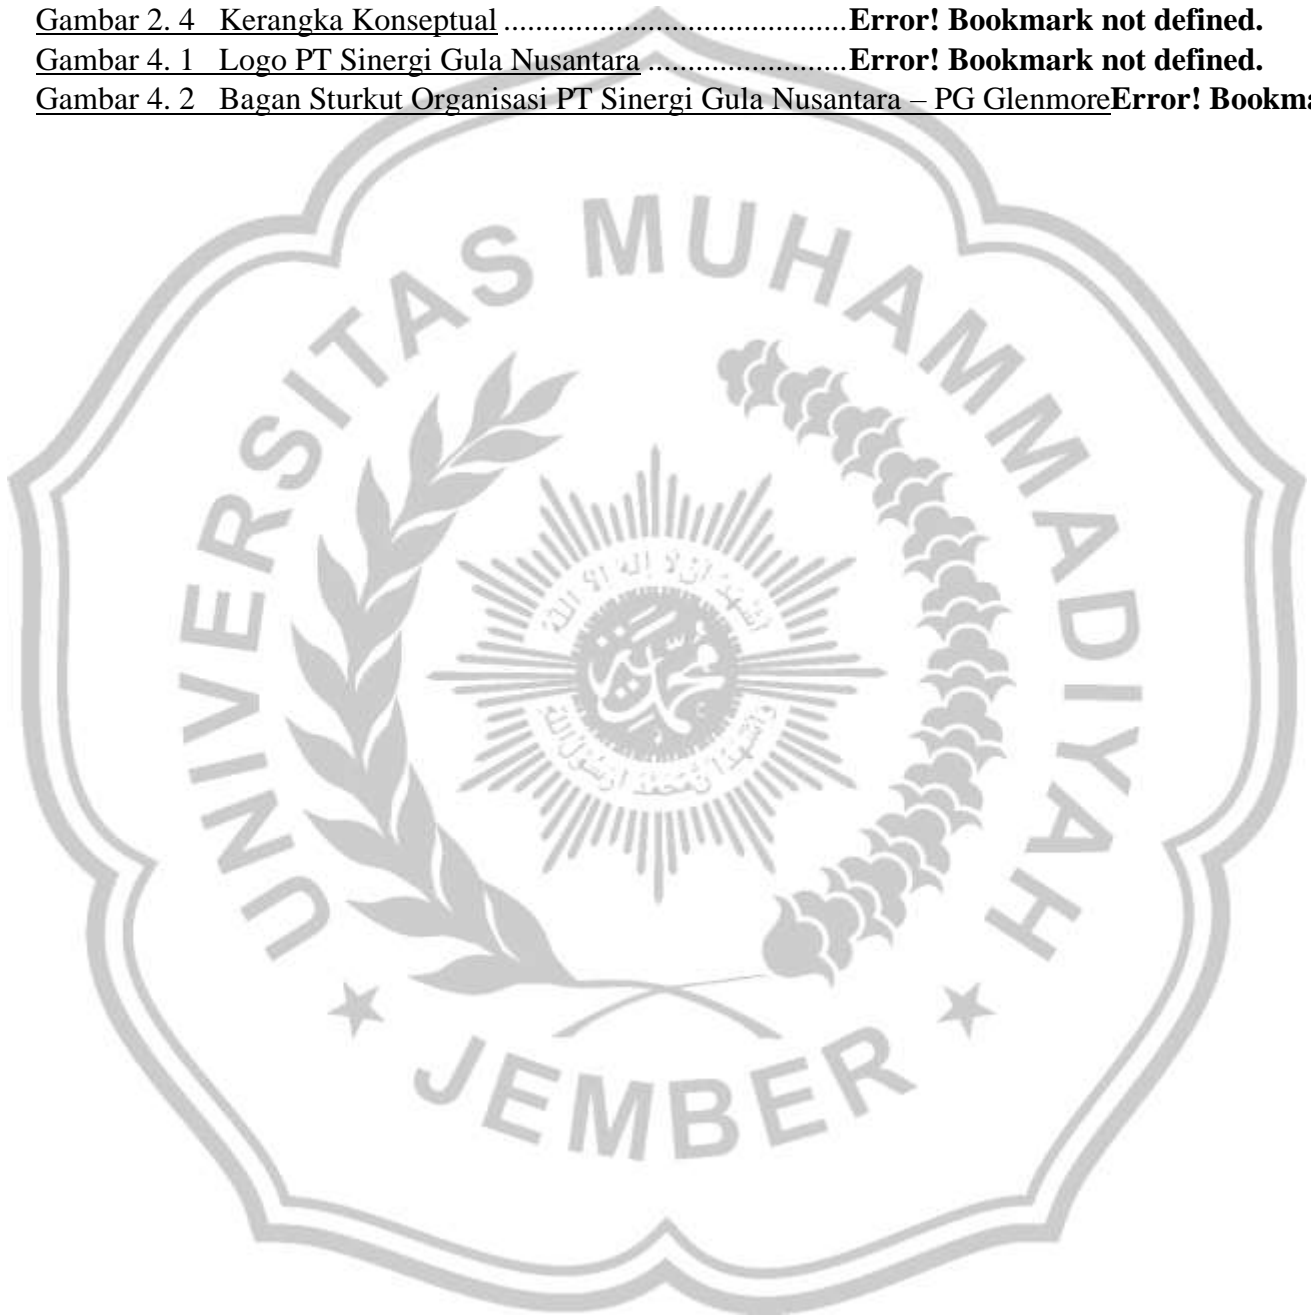 Gambar 2. 4 Kerangka Konseptual ....................................Error! Bookmark not defined.
Gambar 4. 1 Logo PT Sinergi Gula Nusantara .....................Error! Bookmark not defined.
Gambar 4. 2 Bagan Sturkut Organisasi PT Sinergi Gula Nusantara – PG GlenmoreError! Bookma
UNIVERSITAS MUHAMMADIYAH
JEMBER